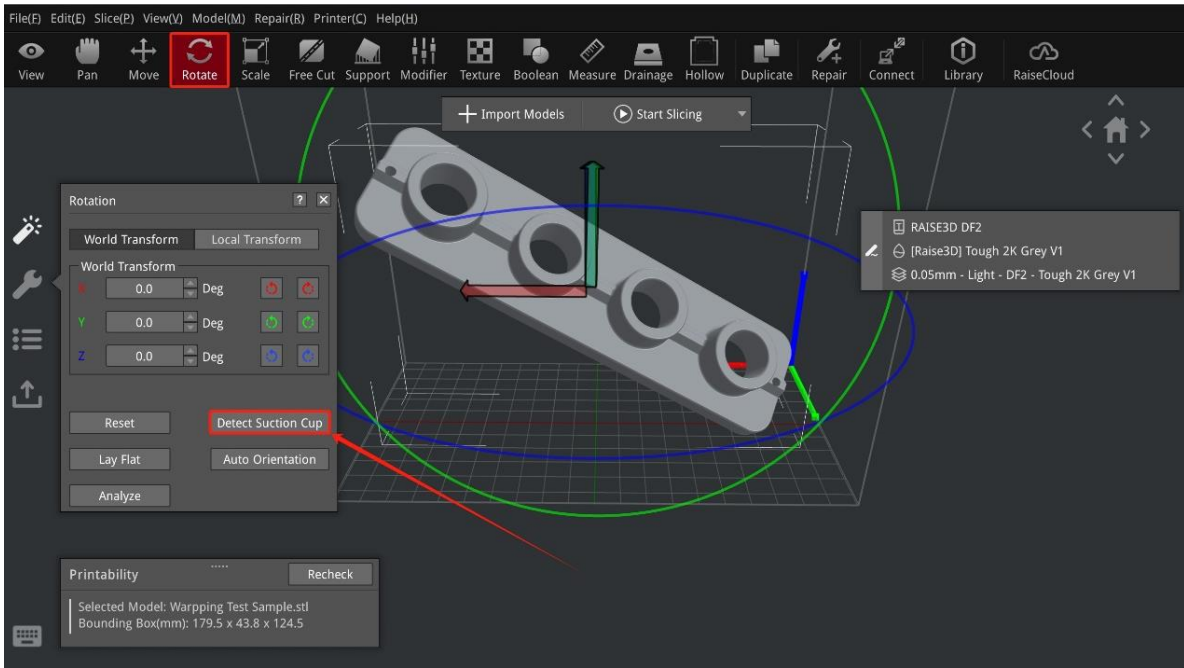 File(F) Edit(E) Slice(P) View(V) Model(M) Repair(R) Printer(C) Help(H)
View Pan Move Rotate Scale Free Cut Support Modifier Texture Boolean Measure Drainage Hollow Duplicate Repair Connect Library RaiseCloud
Import Models Start Slicing
Rotation ?
World Transform Local Transform
World Transform
X 0.0 Deg
Y 0.0 Deg
Z 0.0 Deg
Reset Detect Suction Cup
Lay Flat Auto Orientation
Analyze
RAISE3D DF2
[Raise3D] Tough 2K Grey V1
0.05mm - Light - DF2 - Tough 2K Grey V1
Printability Recheck
Selected Model: Warpping Test Sample.stl
Bounding Box(mm): 179.5 x 43.8 x 124.5